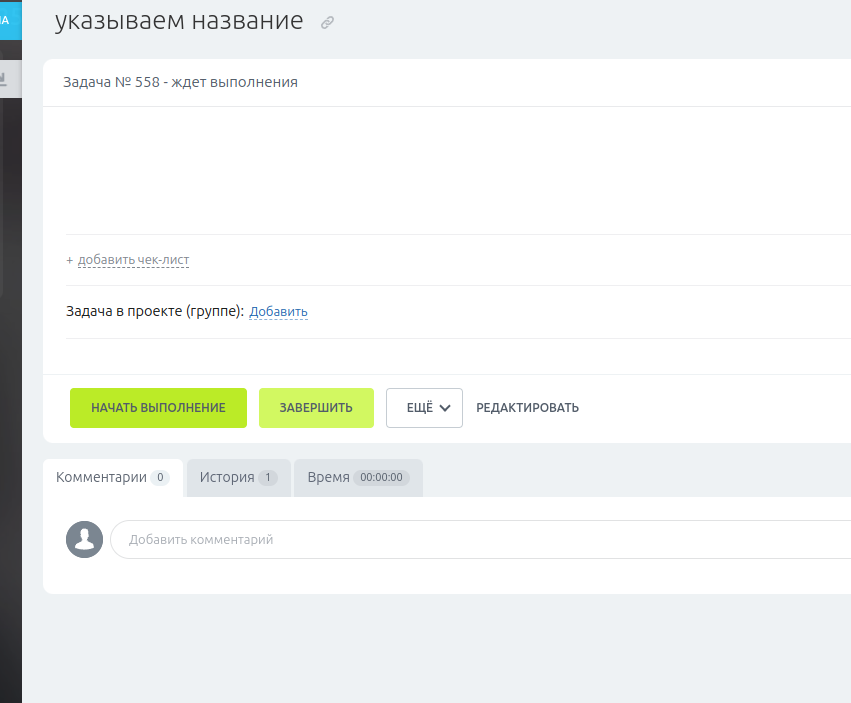 указываем название
Задача № 558 - ждет выполнения
+ добавить чек-лист
Задача в проекте (группе): Добавить
НАЧАТЬ ВЫПОЛНЕНИЕ ЗАВЕРШИТЬ ЕЩЁ РЕДАКТИРОВАТЬ
Комментарии 0 История 1 Время 00:00:00
Добавить комментарий